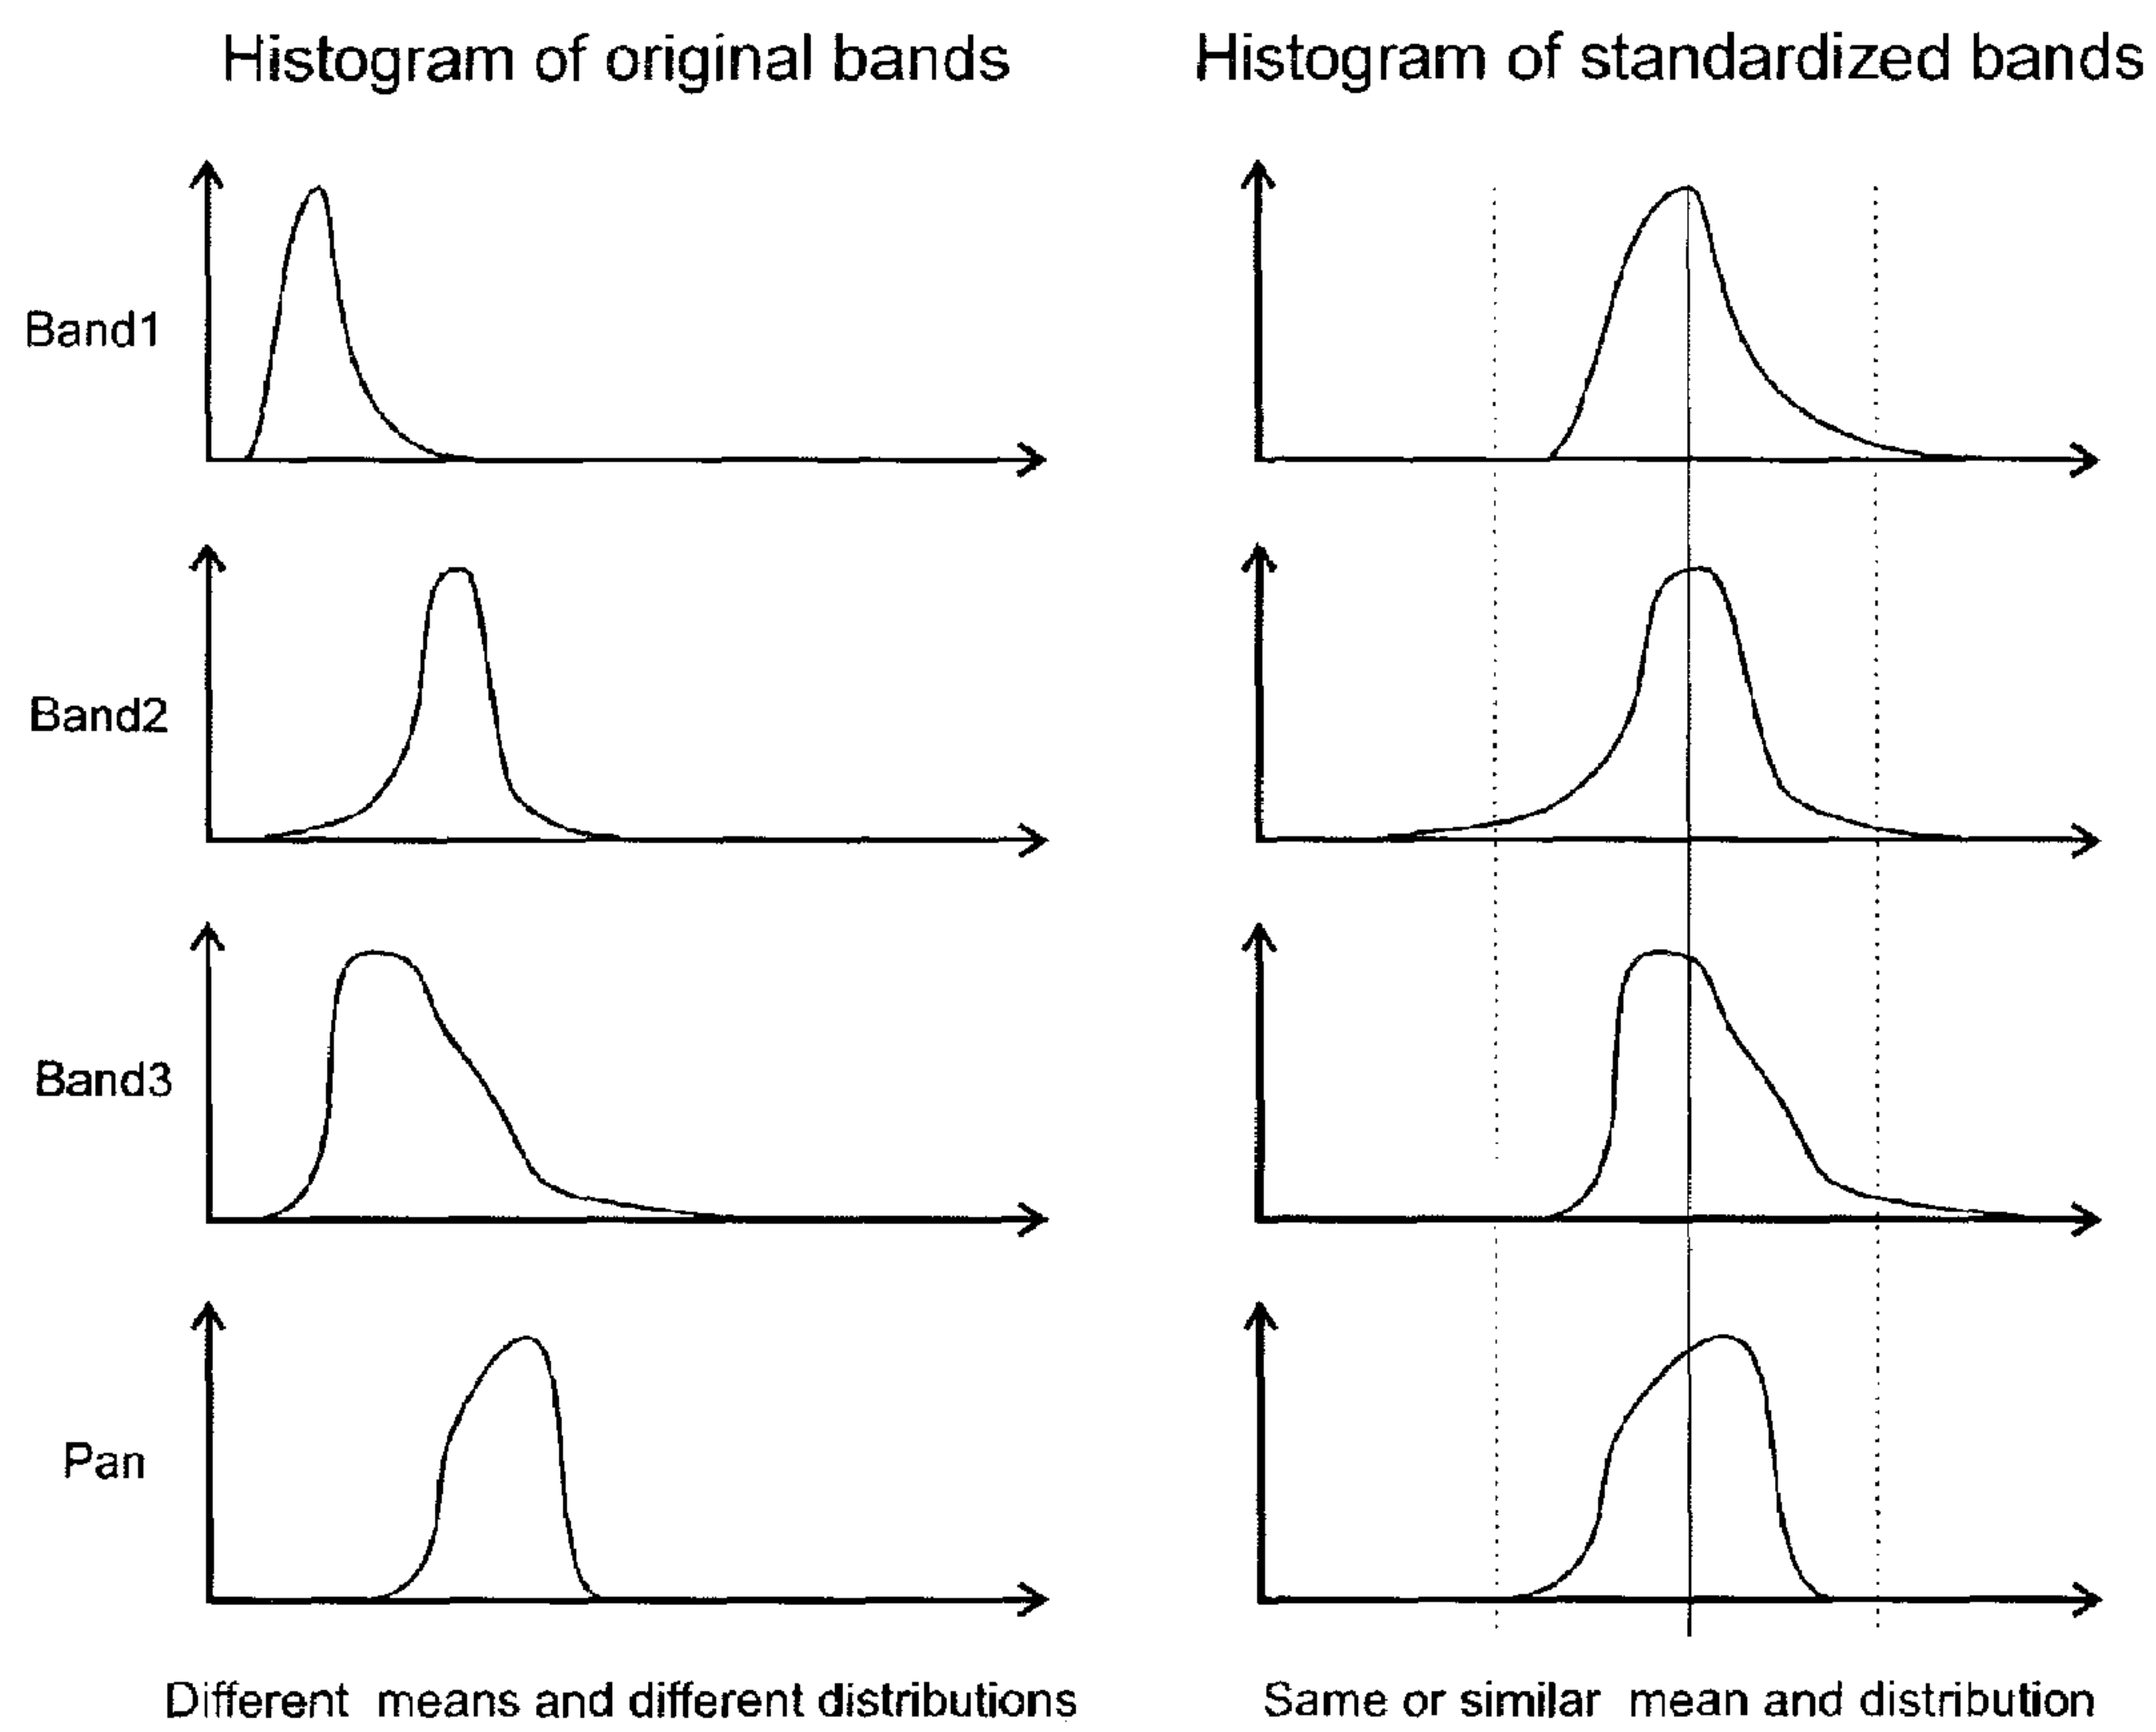 Histogram of original bands
Histogram of standardized bands
Band1
Band2
Band3
Pan
Different means and different distributions
Same or similar mean and distribution